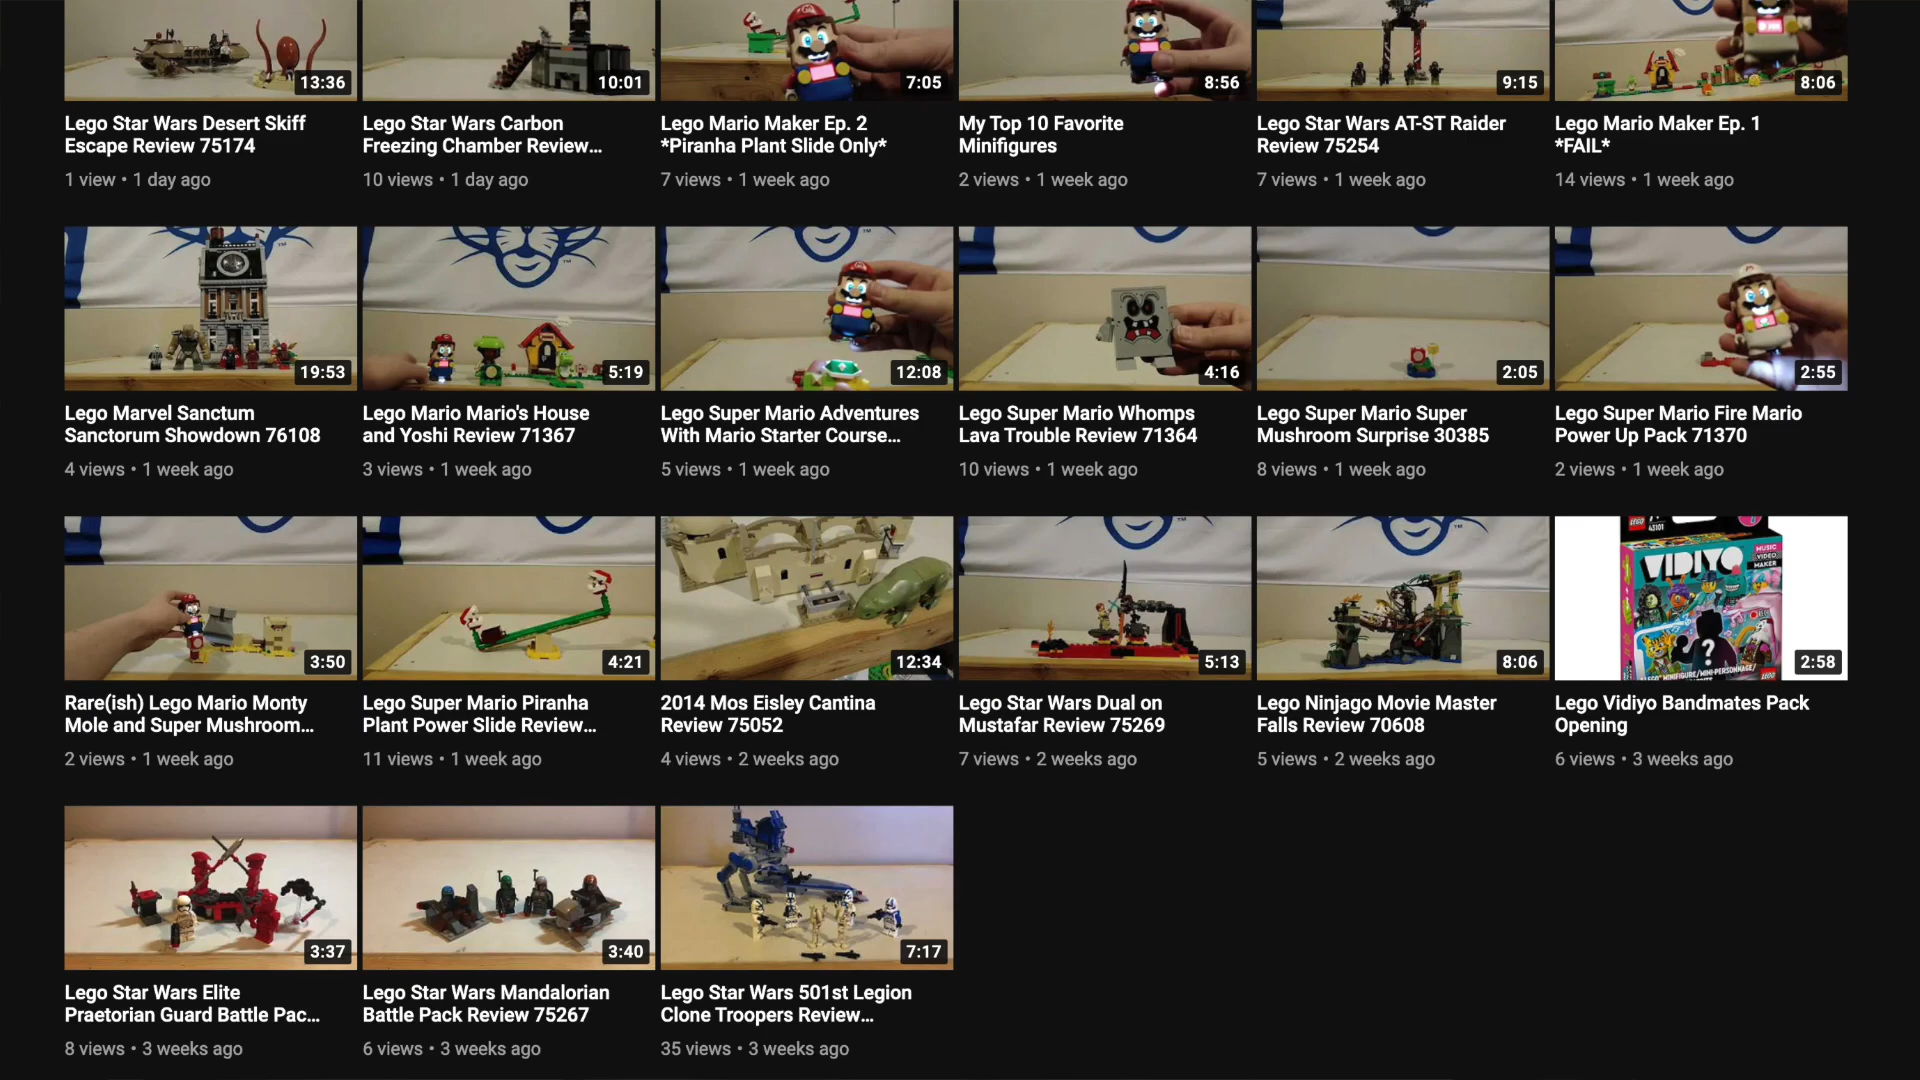 13:36
10:01
7:05
8:56
9:15
8:06
Lego Star Wars Desert Skiff
Escape Review 75174
1 view • 1 day ago
Lego Star Wars Carbon
Freezing Chamber Review...
10 views • 1 day ago
Lego Mario Maker Ep. 2
*Piranha Plant Slide Only*
7 views • 1 week ago
My Top 10 Favorite
Minifigures
2 views • 1 week ago
Lego Star Wars AT-ST Raider
Review 75254
7 views • 1 week ago
Lego Mario Maker Ep. 1
*FAIL*
14 views • 1 week ago
TM
TM
TM
19:53
5:19
12:08
4:16
2:05
2:55
Lego Marvel Sanctum
Sanctorum Showdown 76108
4 views • 1 week ago
Lego Mario Mario's House
and Yoshi Review 71367
3 views • 1 week ago
Lego Super Mario Adventures
With Mario Starter Course...
5 views • 1 week ago
Lego Super Mario Whomps
Lava Trouble Review 71364
10 views • 1 week ago
Lego Super Mario Super
Mushroom Surprise 30385
8 views • 1 week ago
Lego Super Mario Fire Mario
Power Up Pack 71370
2 views • 1 week ago
TM
TM
LEGO
43101
MUSIC
VIDEO
MAKER
VIDIYO
?
LEGO
3:50
4:21
12:34
5:13
8:06
2:58
Rare(ish) Lego Mario Monty
Mole and Super Mushroom...
2 views • 1 week ago
Lego Super Mario Piranha
Plant Power Slide Review...
11 views • 1 week ago
2014 Mos Eisley Cantina
Review 75052
4 views • 2 weeks ago
Lego Star Wars Dual on
Mustafar Review 75269
7 views • 2 weeks ago
Lego Ninjago Movie Master
Falls Review 70608
5 views • 2 weeks ago
Lego Vidiyo Bandmates Pack
Opening
6 views • 3 weeks ago
3:37
3:40
7:17
Lego Star Wars Elite
Praetorian Guard Battle Pac...
8 views • 3 weeks ago
Lego Star Wars Mandalorian
Battle Pack Review 75267
6 views • 3 weeks ago
Lego Star Wars 501st Legion
Clone Troopers Review...
35 views • 3 weeks ago